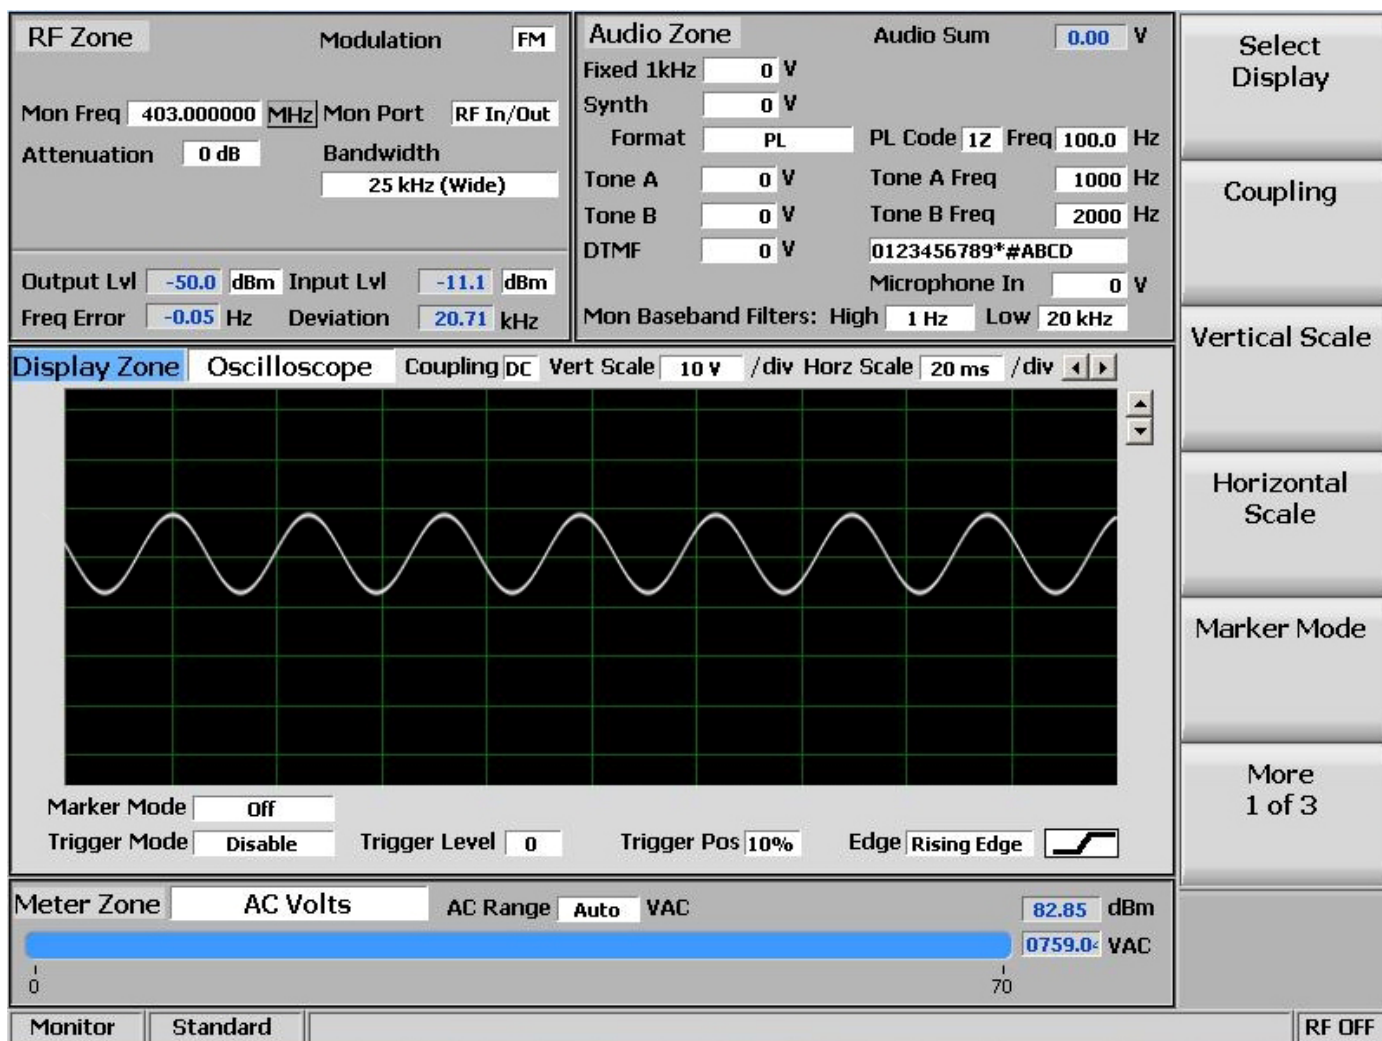 RF Zone Modulation FM
Mon Freq 403.000000 MHz Mon Port RF In/Out
Attenuation 0 dB Bandwidth
25 kHz (Wide)
Output Lvl -50.0 dBm Input Lvl -11.1 dBm
Freq Error -0.05 Hz Deviation 20.71 kHz
Audio Zone Audio Sum 0.00 V
Fixed 1kHz 0 V
Synth 0 V
Format PL PL Code 1Z Freq 100.0 Hz
Tone A 0 V Tone A Freq 1000 Hz
Tone B 0 V Tone B Freq 2000 Hz
DTMF 0 V 0123456789*#ABCD
Microphone In 0 V
Mon Baseband Filters: High 1 Hz Low 20 kHz
Display Zone Oscilloscope Coupling DC Vert Scale 10 V /div Horz Scale 20 ms /div
Marker Mode Off
Trigger Mode Disable Trigger Level 0 Trigger Pos 10% Edge Rising Edge
Meter Zone AC Volts AC Range Auto VAC 82.85 dBm
0759.0 VAC
0 70
Monitor Standard RF OFF
Select
Display
Coupling
Vertical Scale
Horizontal
Scale
Marker Mode
More
1 of 3